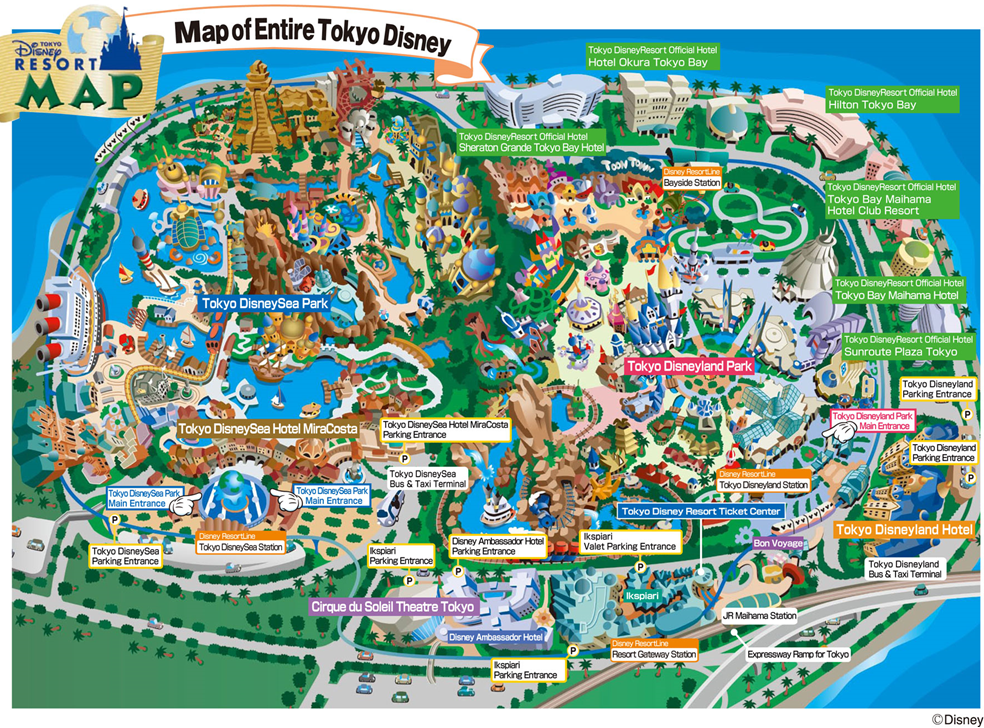 TOKYO
Disney
RESORT
MAP
Map of Entire Tokyo Disney
Tokyo DisneyResort Official Hotel
Hotel Okura Tokyo Bay
Tokyo DisneyResort Official Hotel
Hilton Tokyo Bay
Tokyo DisneyResort Official Hotel
Sheraton Grande Tokyo Bay Hotel
TOON TOWN
Disney ResortLine
Bayside Station
Tokyo DisneyResort Official Hotel
Tokyo Bay Maihama
Hotel Club Resort
Tokyo DisneyResort Official Hotel
Tokyo Bay Maihama Hotel
Tokyo DisneySea Park
Tokyo DisneyResort Official Hotel
Sunroute Plaza Tokyo
Tokyo Disneyland Park
Tokyo Disneyland
Parking Entrance
Tokyo Disneyland Park
Main Entrance
P
Tokyo DisneySea Hotel MiraCosta
Tokyo DisneySea Hotel MiraCosta
Parking Entrance
P
Tokyo Disneyland
Parking Entrance
P
Tokyo DisneySea
Bus & Taxi Terminal
Disney ResortLine
Tokyo Disneyland Station
Tokyo DisneySea Park
Main Entrance
Tokyo DisneySea Park
Main Entrance
Tokyo Disney Resort Ticket Center
P
Tokyo DisneySea
Parking Entrance
Disney ResortLine
Tokyo DisneySea Station
Tokyo Disneyland Hotel
Ikspiari
Parking Entrance
P
Disney Ambassador Hotel
Parking Entrance
P
Ikspiari
Valet Parking Entrance
P
Bon Voyage
Tokyo Disneyland
Bus & Taxi Terminal
Cirque du Soleil Theatre Tokyo
Ikspiari
JR Maihama Station
Disney Ambassador Hotel
Disney ResortLine
Resort Gateway Station
Expressway Ramp for Tokyo
P
Ikspiari
Parking Entrance
©Disney